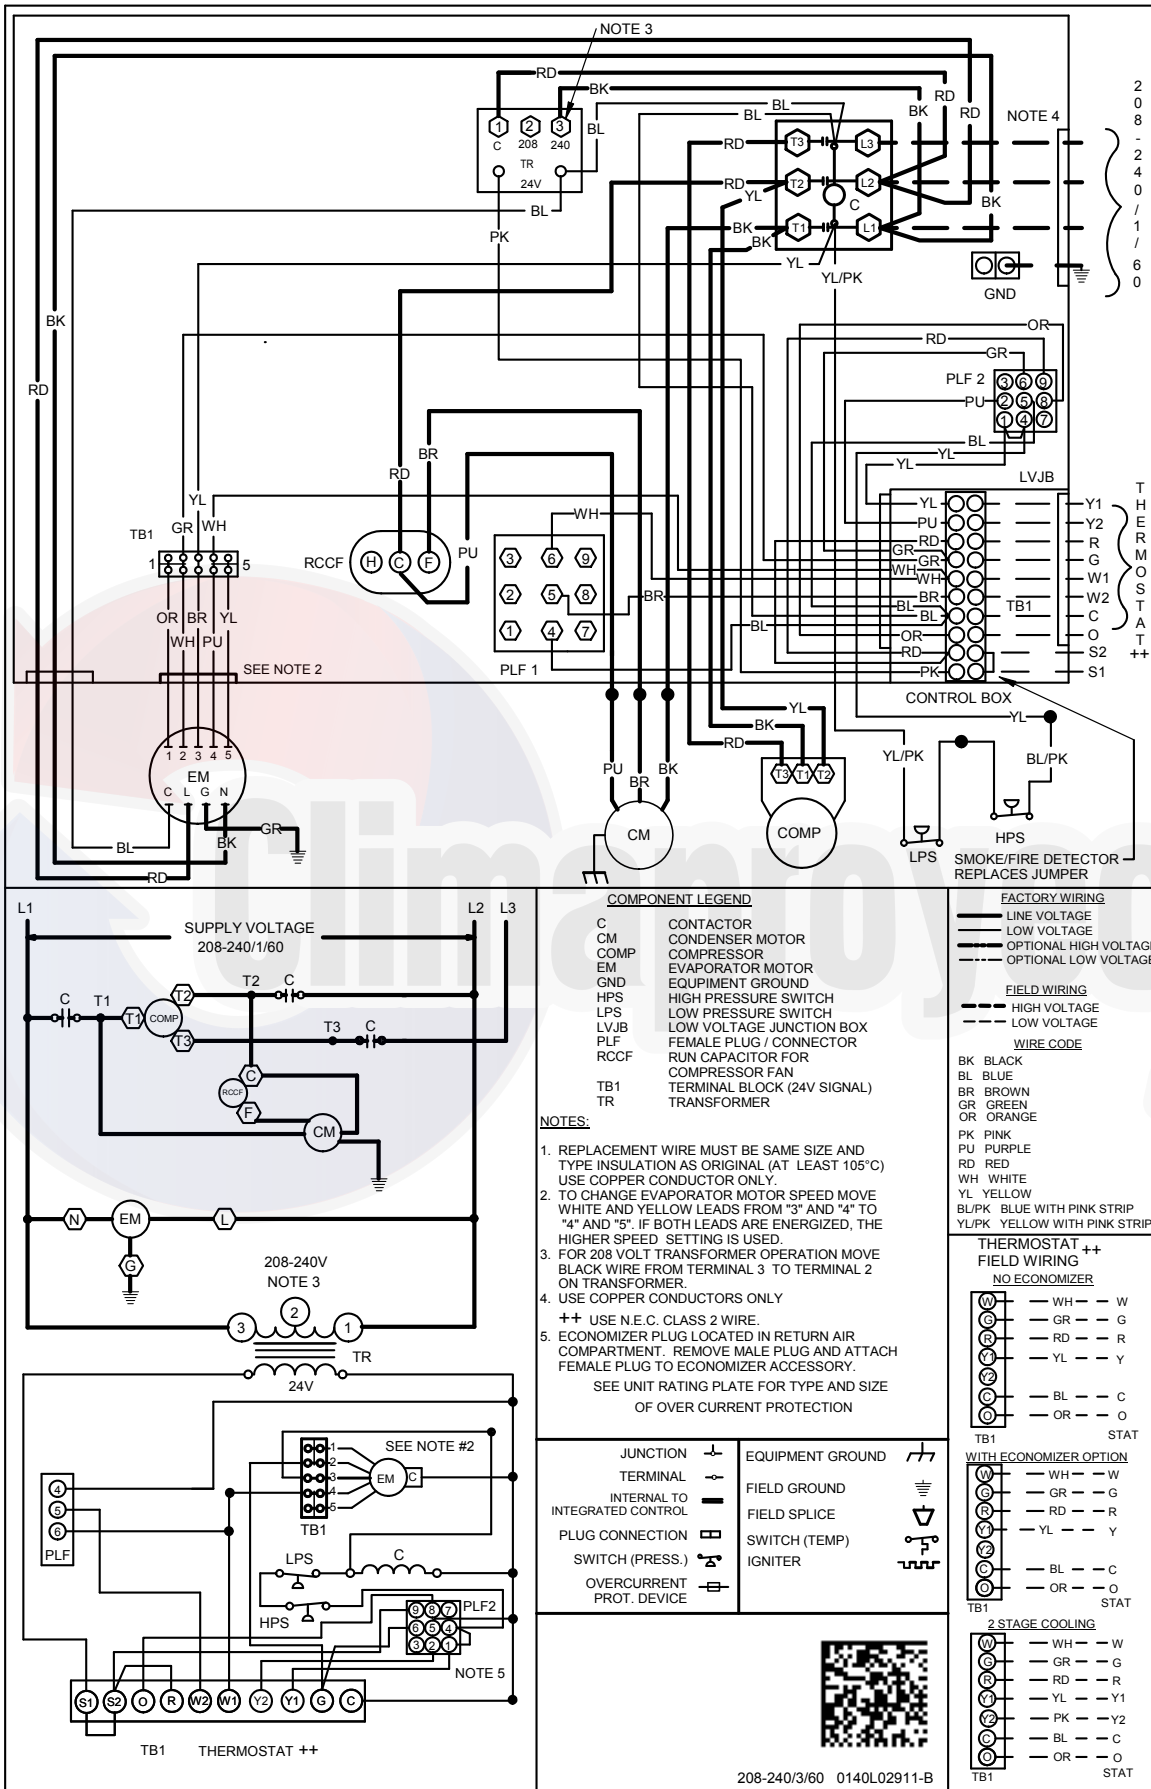 NOTE 3
RD
BK
BL
BL
BL
1
2
3
C
208
240
TR
24V
BL
PK
RD
RD
YL
BK
BK
T3
L3
T2
L2
C
T1
L1
BK
RD
RD
BK
NOTE 4
208-240/1/60
YL
YL/PK
GND
BK
RD
OR
RD
GR
PLF 2
3 6 9
2 5 8
1 4 7
PU
BL
YL
YL
LVJB
RD
BR
YL
GR
WH
TB1
1
5
RCCF
H
C
F
PU
WH
3 6 9
2 5 8
1 4 7
PLF 1
BR
BL
YL
PU
RD
GR
GR
WH
WH
BR
BL
BL
OR
RD
PK
TB1
Y1
Y2
R
G
W1
W2
C
O
S2
S1
THERMOSTAT
++
OR
BR
YL
WH
PU
SEE NOTE 2
CONTROL BOX
1 2 3 4 5
EM
C L G N
BL
BK
GR
RD
PU
BR
BK
CM
YL
BK
RD
T3
T1
T2
COMP
YL
YL/PK
BL/PK
LPS
HPS
SMOKE/FIRE DETECTOR
REPLACES JUMPER
Climaproyec
L1
L2
L3
SUPPLY VOLTAGE
208-240/1/60
C
T1
T1
COMP
T2
T2
C
T3
T3
C
C
RCCF
F
CM
N
EM
L
G
208-240V
NOTE 3
3
2
1
TR
24V
SEE NOTE #2
1
2
3
4
5
EM
C
TB1
4
5
6
PLF
LPS
C
HPS
9 8 7
6 5 4
3 2 1
PLF2
NOTE 5
S1 S2 O R W2 W1 Y2 Y1 G C
TB1
THERMOSTAT ++
COMPONENT LEGEND
C CONTACTOR
CM CONDENSER MOTOR
COMP COMPRESSOR
EM EVAPORATOR MOTOR
GND EQUPIMENT GROUND
HPS HIGH PRESSURE SWITCH
LPS LOW PRESSURE SWITCH
LVJB LOW VOLTAGE JUNCTION BOX
PLF FEMALE PLUG / CONNECTOR
RCCF RUN CAPACITOR FOR
COMPRESSOR FAN
TB1 TERMINAL BLOCK (24V SIGNAL)
TR TRANSFORMER
NOTES:
1. REPLACEMENT WIRE MUST BE SAME SIZE AND
TYPE INSULATION AS ORIGINAL (AT LEAST 105°C)
USE COPPER CONDUCTOR ONLY.
2. TO CHANGE EVAPORATOR MOTOR SPEED MOVE
WHITE AND YELLOW LEADS FROM "3" AND "4" TO
"4" AND "5". IF BOTH LEADS ARE ENERGIZED, THE
HIGHER SPEED SETTING IS USED.
3. FOR 208 VOLT TRANSFORMER OPERATION MOVE
BLACK WIRE FROM TERMINAL 3 TO TERMINAL 2
ON TRANSFORMER.
4. USE COPPER CONDUCTORS ONLY
++ USE N.E.C. CLASS 2 WIRE.
5. ECONOMIZER PLUG LOCATED IN RETURN AIR
COMPARTMENT. REMOVE MALE PLUG AND ATTACH
FEMALE PLUG TO ECONOMIZER ACCESSORY.
SEE UNIT RATING PLATE FOR TYPE AND SIZE
OF OVER CURRENT PROTECTION
JUNCTION
TERMINAL
INTERNAL TO
INTEGRATED CONTROL
PLUG CONNECTION
SWITCH (PRESS.)
OVERCURRENT
PROT. DEVICE
EQUIPMENT GROUND
FIELD GROUND
FIELD SPLICE
SWITCH (TEMP)
IGNITER
208-240/3/60 0140L02911-B
FACTORY WIRING
LINE VOLTAGE
LOW VOLTAGE
OPTIONAL HIGH VOLTAGE
OPTIONAL LOW VOLTAGE
FIELD WIRING
HIGH VOLTAGE
LOW VOLTAGE
WIRE CODE
BK BLACK
BL BLUE
BR BROWN
GR GREEN
OR ORANGE
PK PINK
PU PURPLE
RD RED
WH WHITE
YL YELLOW
BL/PK BLUE WITH PINK STRIP
YL/PK YELLOW WITH PINK STRIP
THERMOSTAT ++
FIELD WIRING
NO ECONOMIZER
W WH W
G GR G
R RD R
Y1 YL Y
Y2
C BL C
O OR O
TB1 STAT
WITH ECONOMIZER OPTION
W WH W
G GR G
R RD R
Y1 YL Y
Y2
C BL C
O OR O
TB1 STAT
2 STAGE COOLING
W WH W
G GR G
R RD R
Y1 YL Y1
Y2 PK Y2
C BL C
O OR O
TB1 STAT